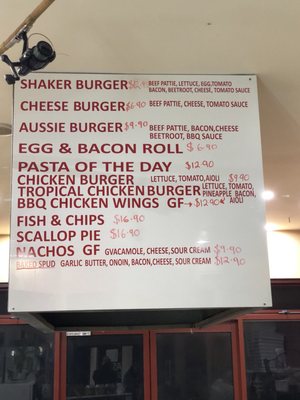 SHAKER BURGER BEEF PATTIE, LETTUCE, EGG,TOMATO
BACON, BEETROOT, CHEESE, TOMATO SAUCE
CHEESE BURGER $6.90 BEEF PATTIE, CHEESE, TOMATO SAUCE
AUSSIE BURGER $9.90 BEEF PATTIE, BACON,CHEESE
BEETROOT, BBQ SAUCE
EGG & BACON ROLL $6.90
PASTA OF THE DAY $12.90
CHICKEN BURGER LETTUCE, TOMATO,AIOLI $9.90
TROPICAL CHICKEN BURGER LETTUCE, TOMATO,
PINEAPPLE, BACON,
AIOLI
BBQ CHICKEN WINGS GF → $12.90
FISH & CHIPS $16.90
SCALLOP PIE $16.90
NACHOS GF GVACAMOLE, CHEESE,SOUR CREAM $9.90
BAKED SPUD GARLIC BUTTER, ONOIN, BACON,CHEESE, SOUR CREAM $12.90